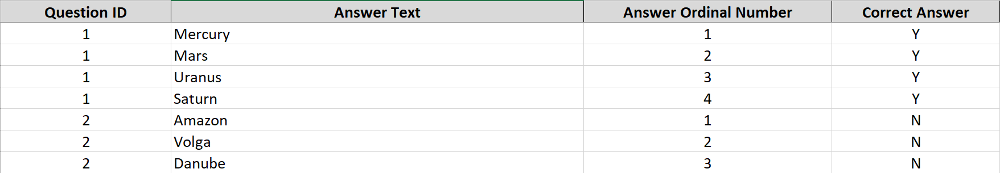 Question ID Answer Text Answer Ordinal Number Correct Answer
1 Mercury 1 Y
1 Mars 2 Y
1 Uranus 3 Y
1 Saturn 4 Y
2 Amazon 1 N
2 Volga 2 N
2 Danube 3 N